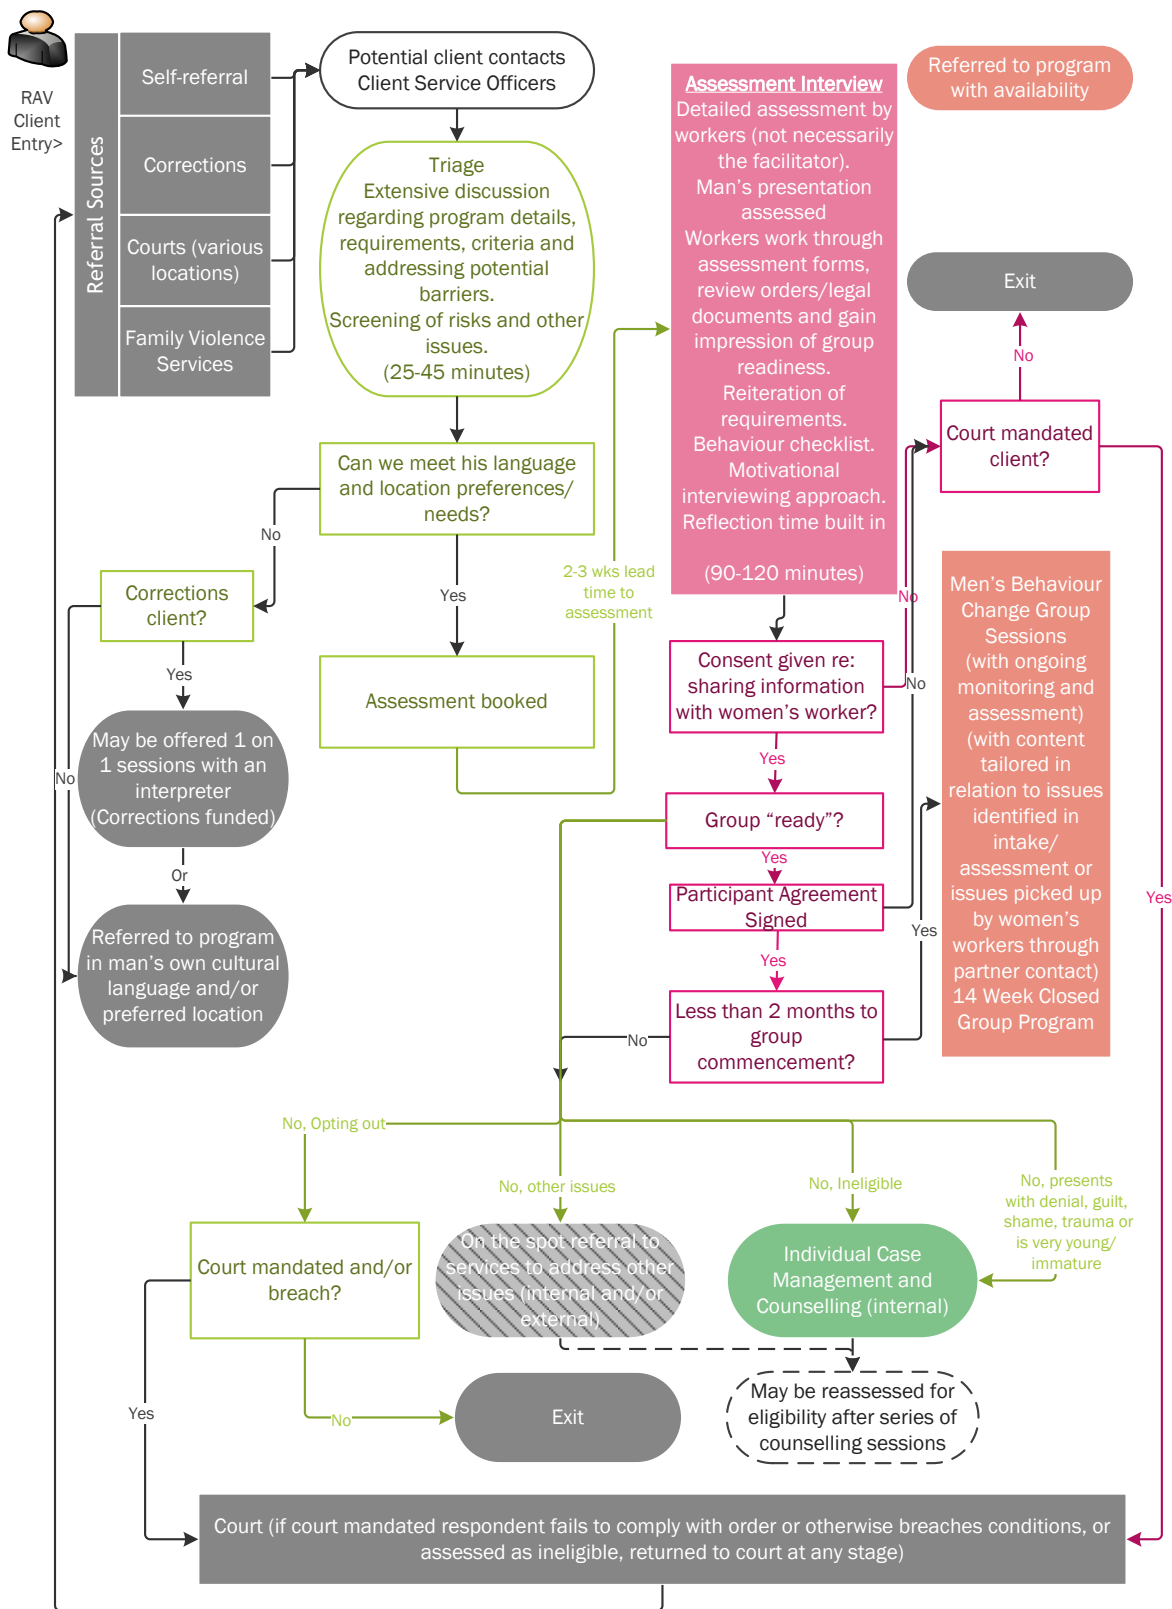 RAV
Client
Entry>
Referral Sources
Self-referral
Corrections
Courts (various
locations)
Family Violence
Services
Potential client contacts
Client Service Officers
Triage
Extensive discussion
regarding program details,
requirements, criteria and
addressing potential
barriers.
Screening of risks and other
issues.
(25-45 minutes)
Can we meet his language
and location preferences/
needs?
No
Yes
Corrections
client?
Yes
No
May be offered 1 on
1 sessions with an
interpreter
(Corrections funded)
Or
Referred to program
in man's own cultural
language and/or
preferred location
Assessment booked
2-3 wks lead
time to
assessment
Assessment Interview
Detailed assessment by
workers (not necessarily
the facilitator).
Man's presentation
assessed
Workers work through
assessment forms,
review orders/legal
documents and gain
impression of group
readiness.
Reiteration of
requirements.
Behaviour checklist.
Motivational
interviewing approach.
Reflection time built in
(90-120 minutes)
Referred to program
with availability
Exit
No
Court mandated
client?
Yes
Consent given re:
sharing information
with women's worker?
No
No
Yes
Group “ready”?
Yes
Participant Agreement
Signed
Yes
Yes
Less than 2 months to
group
commencement?
No
Men's Behaviour
Change Group
Sessions
(with ongoing
monitoring and
assessment)
(with content
tailored in
relation to issues
identified in
intake/
assessment or
issues picked up
by women's
workers through
partner contact)
14 Week Closed
Group Program
No, Opting out
No, other issues
No, Ineligible
No, presents
with denial, guilt,
shame, trauma or
is very young/
immature
Court mandated and/or
breach?
On the spot referral to
services to address other
issues (internal and/or
external)
Individual Case
Management and
Counselling (internal)
Yes
No
Exit
May be reassessed for
eligibility after series of
counselling sessions
Court (if court mandated respondent fails to comply with order or otherwise breaches conditions, or
assessed as ineligible, returned to court at any stage)